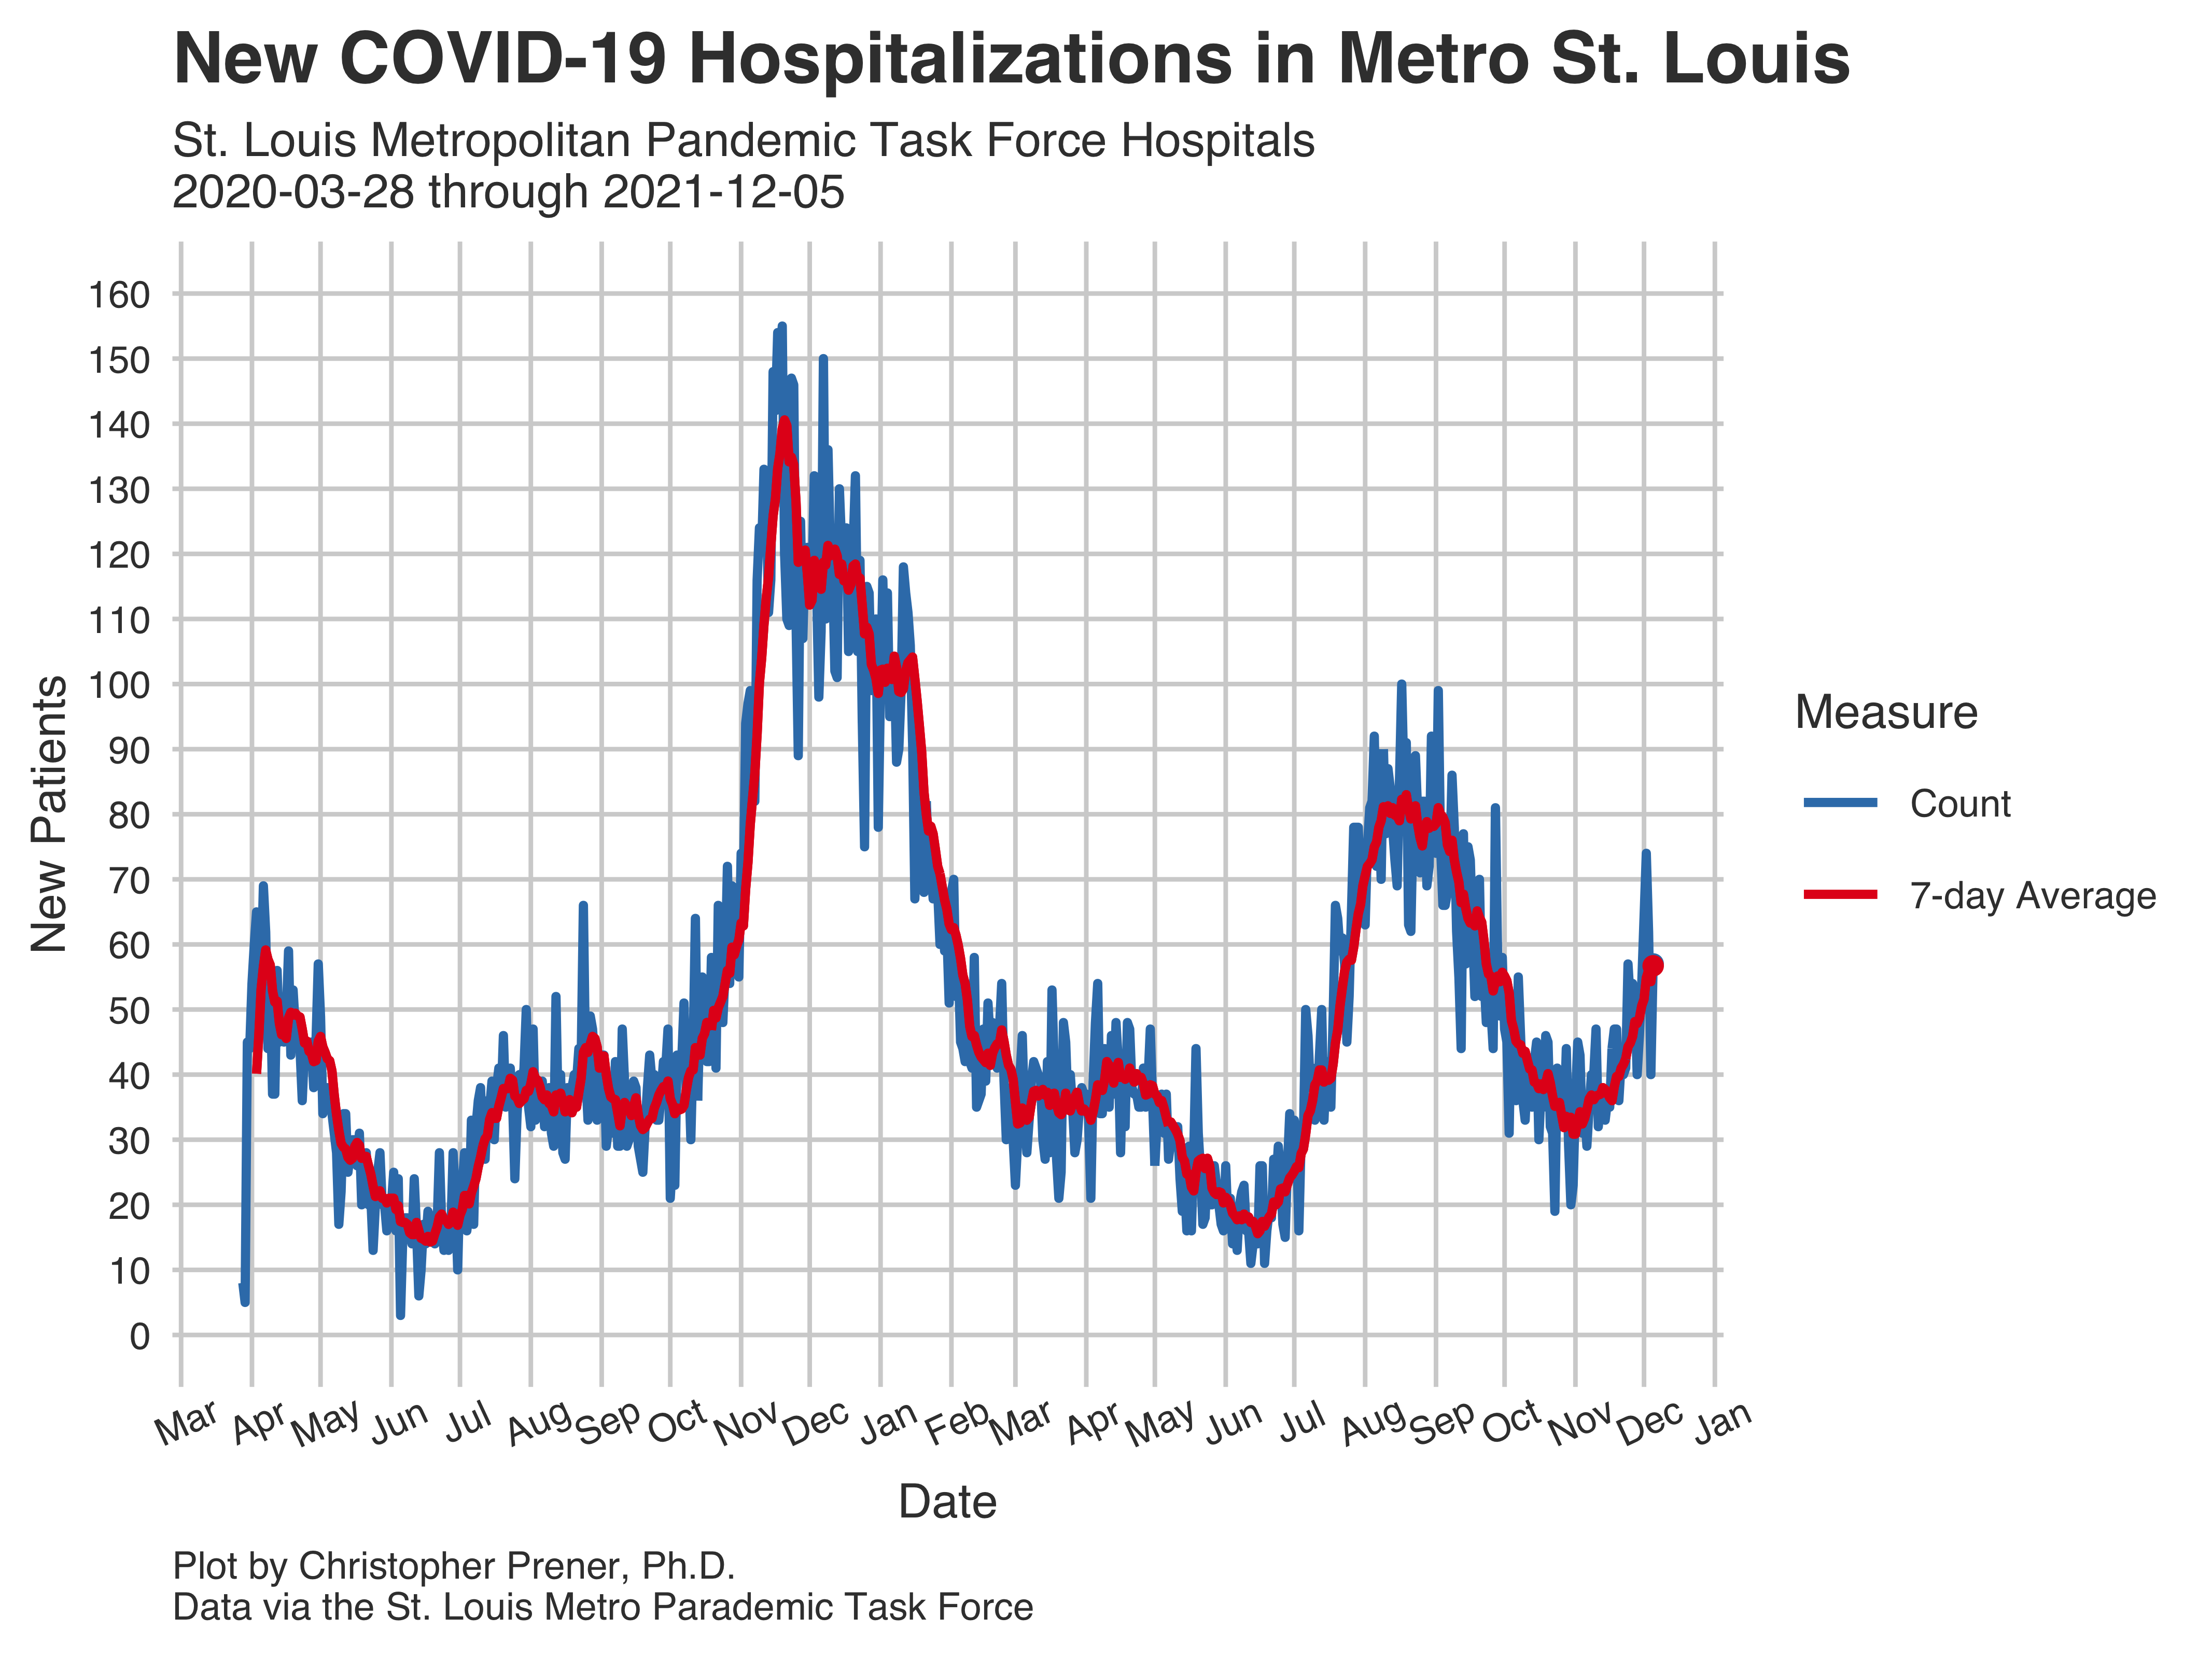 New COVID-19 Hospitalizations in Metro St. Louis
St. Louis Metropolitan Pandemic Task Force Hospitals
2020-03-28 through 2021-12-05
160
150
140
130
120
110
100
90
80
70
60
50
40
30
20
10
0
New Patients
Mar Apr May Jun Jul Aug Sep Oct Nov Dec Jan Feb Mar Apr May Jun Jul Aug Sep Oct Nov Dec Jan
Date
Measure
Count
7-day Average
Plot by Christopher Prener, Ph.D.
Data via the St. Louis Metro Parademic Task Force